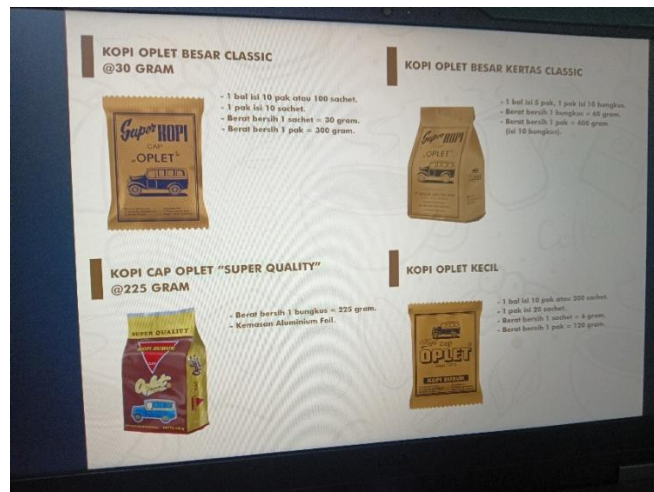 KOPI OPLET BESAR CLASSIC
@30 GRAM
- 1 bal isi 10 pak atau 100 sachet.
- 1 pak isi 10 sachet.
- Berat bersih 1 sachet = 30 gram.
- Berat bersih 1 pak = 300 gram.
Super KOPI
CAP
„OPLET"
KOPI OPLET BESAR KERTAS CLASSIC
- 1 bal isi 5 pak, 1 pak isi 10 bungkus.
- Berat bersih 1 bungkus = 60 gram.
- Berat bersih 1 pak = 600 gram
(isi 10 bungkus).
Super KOPI
CAP
„OPLET"
KOPI CAP OPLET "SUPER QUALITY"
@225 GRAM
- Berat bersih 1 bungkus = 225 gram.
- Kemasan Aluminium Foil.
SUPER QUALITY
KOPI BUBUK
Oplet
KOPI OPLET KECIL
- 1 bal isi 10 pak atau 200 sachet.
- 1 pak isi 20 sachet.
- Berat bersih 1 sachet = 6 gram.
- Berat bersih 1 pak = 120 gram.
Kopi CAP
OPLET
KOPI BUBUK